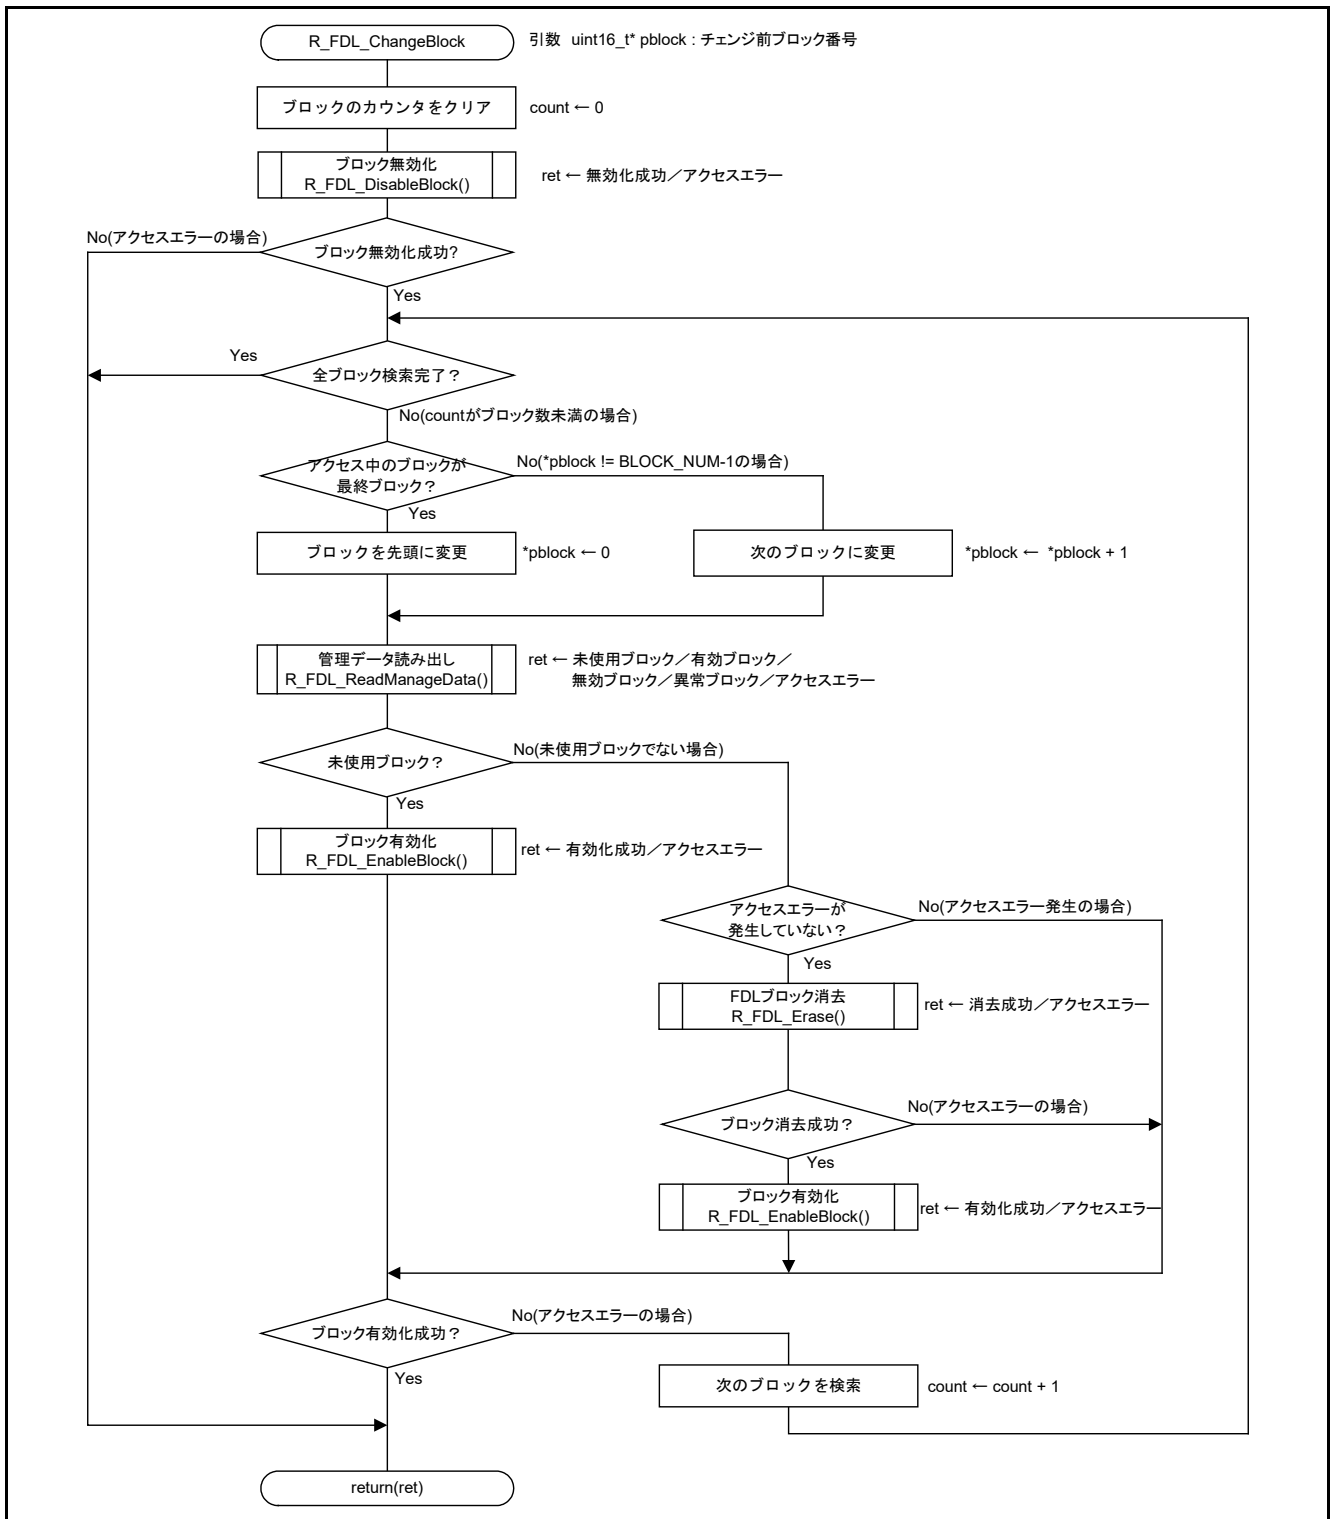 R_FDL_ChangeBlock
引数 uint16_t* pblock : チェンジ前ブロック番号
ブロックのカウンタをクリア
count ← 0
ブロック無効化
R_FDL_DisableBlock()
ret ← 無効化成功／アクセスエラー
No(アクセスエラーの場合)
ブロック無効化成功?
Yes
Yes
全ブロック検索完了？
No(countがブロック数未満の場合)
アクセス中のブロックが
最終ブロック？
No(*pblock != BLOCK_NUM-1の場合)
Yes
ブロックを先頭に変更
*pblock ← 0
次のブロックに変更
*pblock ← *pblock + 1
管理データ読み出し
R_FDL_ReadManageData()
ret ← 未使用ブロック／有効ブロック／
無効ブロック／異常ブロック／アクセスエラー
未使用ブロック？
No(未使用ブロックでない場合)
Yes
ブロック有効化
R_FDL_EnableBlock()
ret ← 有効化成功／アクセスエラー
アクセスエラーが
発生していない？
No(アクセスエラー発生の場合)
Yes
FDLブロック消去
R_FDL_Erase()
ret ← 消去成功／アクセスエラー
ブロック消去成功？
No(アクセスエラーの場合)
Yes
ブロック有効化
R_FDL_EnableBlock()
ret ← 有効化成功／アクセスエラー
ブロック有効化成功？
No(アクセスエラーの場合)
Yes
次のブロックを検索
count ← count + 1
return(ret)